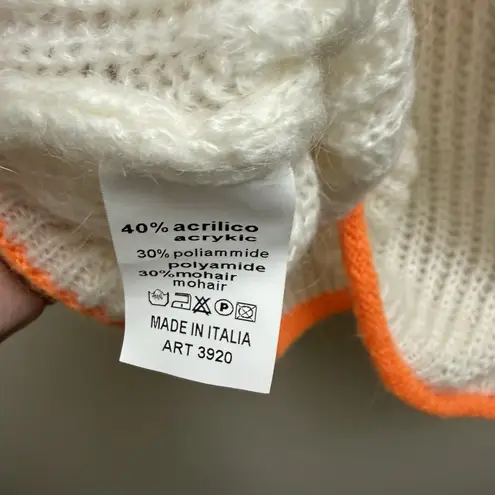 40% acrilico
acrykic
30% poliammide
polyamide
30% mohair
mohair
P
MADE IN ITALIA
ART 3920